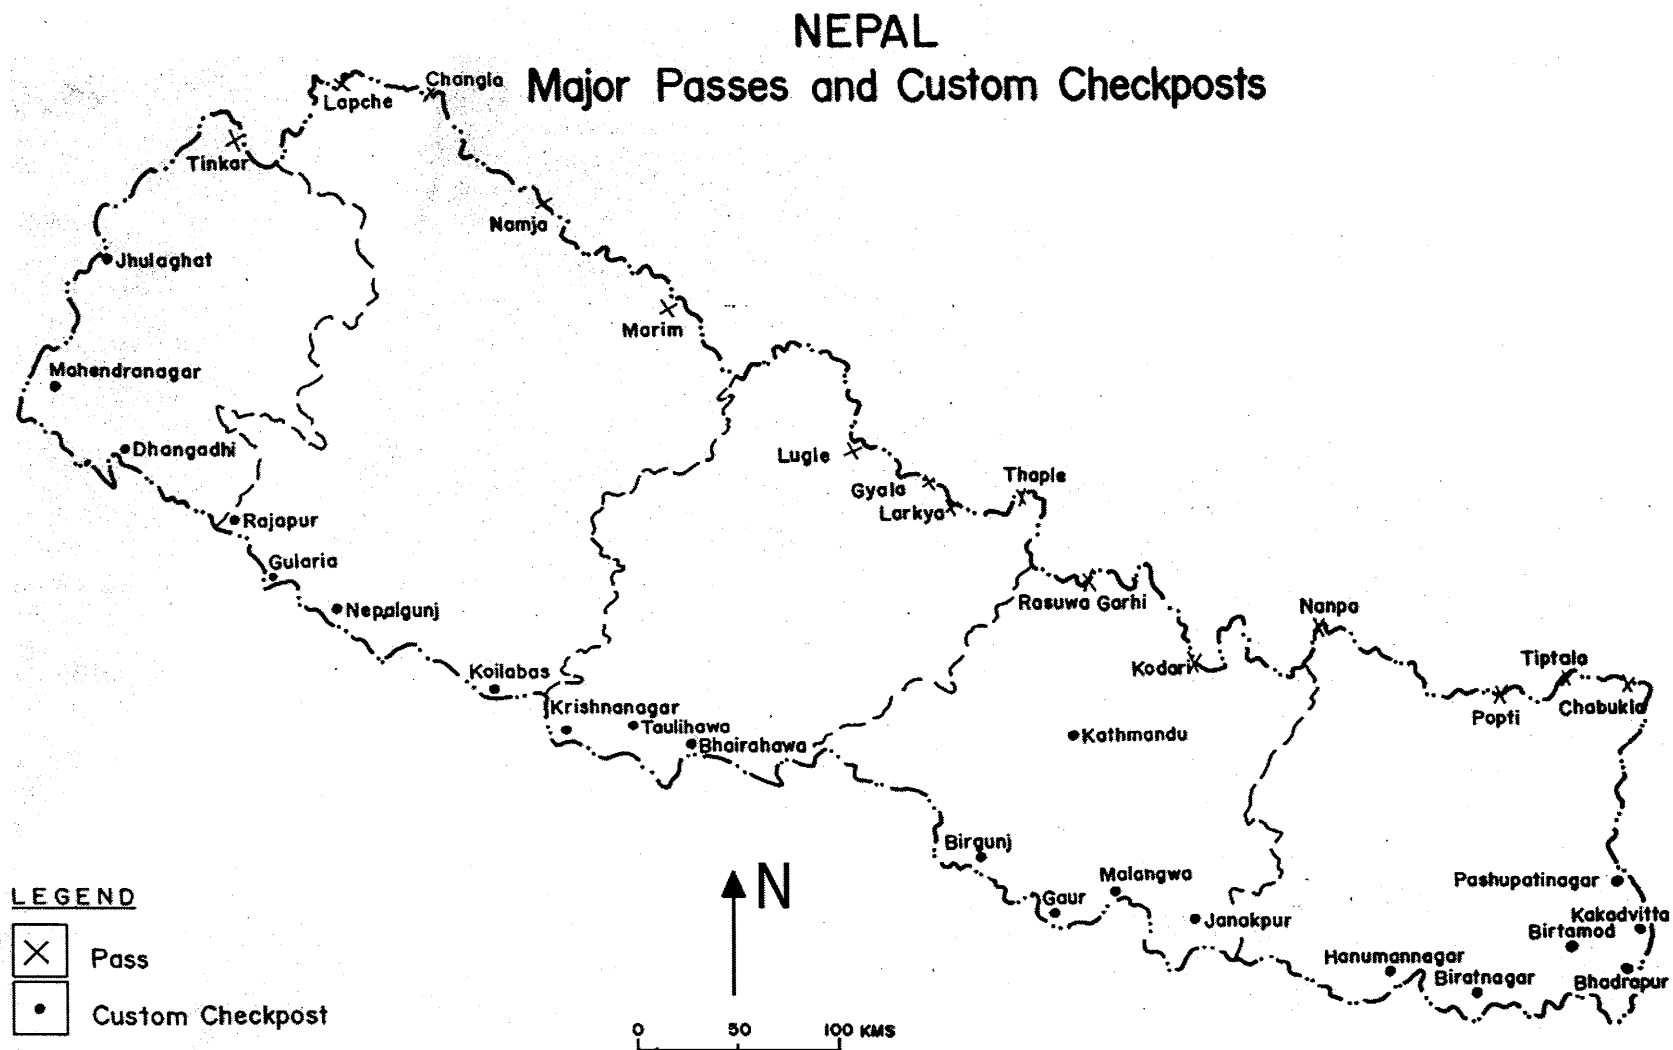 NEPAL
Major Passes and Custom Checkposts
Changla
Lapche
Tinkar
Namja
Jhulaghat
Marim
Mahendranagar
Dhangadhi
Lugle
Thaple
Gyala
Larkya
Rajapur
Gularia
Nepalgunj
Rasuwa Garhi
Nanpa
Kodari
Tiptala
Koilabas
Krishnanagar
Chabukla
Popti
Taulihawa
Bhairahawa
Kathmandu
Birgunj
Malangwa
Pashupatinagar
Gaur
Janakpur
Kakadvitta
Birtamod
Hanumannagar
Biratnagar
Bhadrapur
N
LEGEND
Pass
Custom Checkpost
0 50 100 KMS